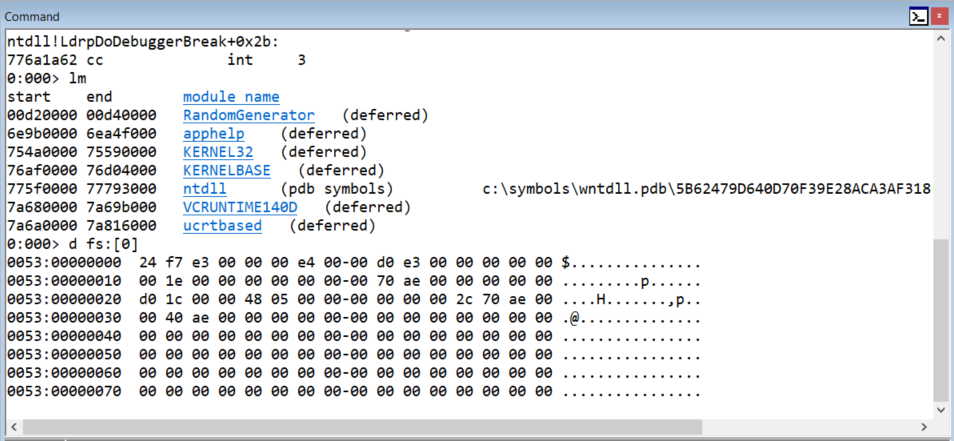 Command
ntdll!LdrpDoDebuggerBreak+0x2b:
776a1a62 cc              int     3
0:000> lm
start    end        module name
00d20000 00d40000   RandomGenerator   (deferred)
6e9b0000 6ea4f000   apphelp    (deferred)
754a0000 75590000   KERNEL32   (deferred)
76af0000 76d04000   KERNELBASE   (deferred)
775f0000 77793000   ntdll      (pdb symbols)          c:\symbols\wntdll.pdb\5B62479D640D70F39E28ACA3AF318
7a680000 7a69b000   VCRUNTIME140D   (deferred)
7a6a0000 7a816000   ucrtbased   (deferred)
0:000> d fs:[0]
0053:00000000  24 f7 e3 00 00 00 e4 00-00 d0 e3 00 00 00 00 00  $...............
0053:00000010  00 1e 00 00 00 00 00 00-00 70 ae 00 00 00 00 00  .........p......
0053:00000020  d0 1c 00 00 48 05 00 00-00 00 00 00 2c 70 ae 00  ....H.......,p..
0053:00000030  00 40 ae 00 00 00 00 00-00 00 00 00 00 00 00 00  .@..............
0053:00000040  00 00 00 00 00 00 00 00-00 00 00 00 00 00 00 00  ................
0053:00000050  00 00 00 00 00 00 00 00-00 00 00 00 00 00 00 00  ................
0053:00000060  00 00 00 00 00 00 00 00-00 00 00 00 00 00 00 00  ................
0053:00000070  00 00 00 00 00 00 00 00-00 00 00 00 00 00 00 00  ................